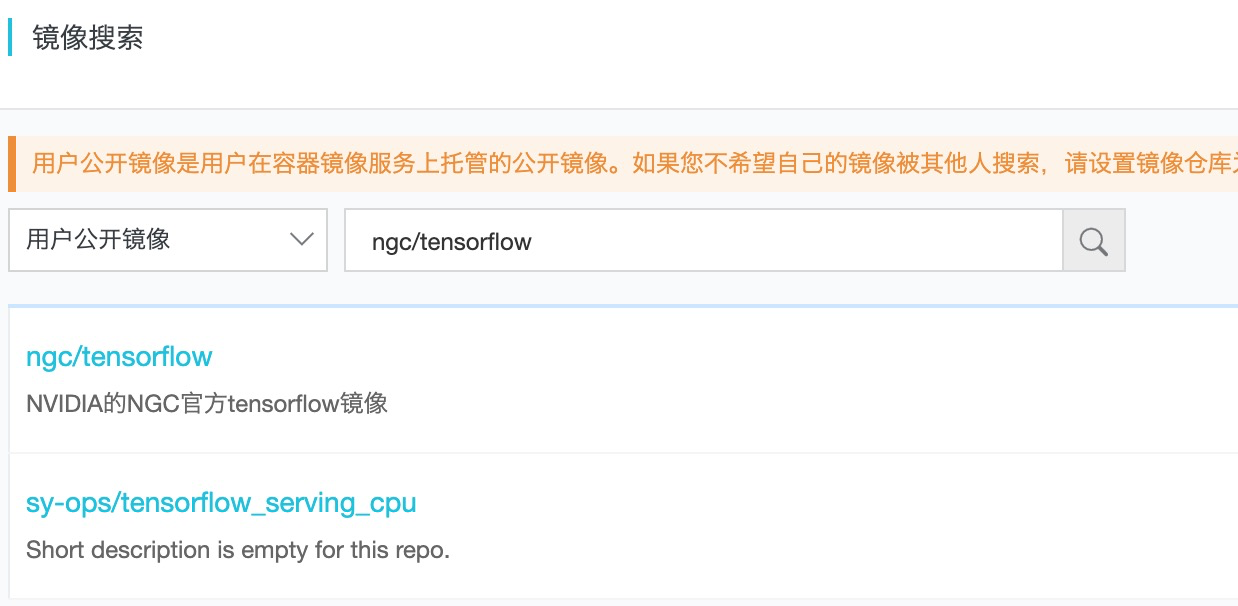 镜像搜索
用户公开镜像是用户在容器镜像服务上托管的公开镜像。如果您不希望自己的镜像被其他人搜索，请设置镜像仓库
用户公开镜像
ngc/tensorflow
ngc/tensorflow
NVIDIA的NGC官方tensorflow镜像
sy-ops/tensorflow_serving_cpu
Short description is empty for this repo.